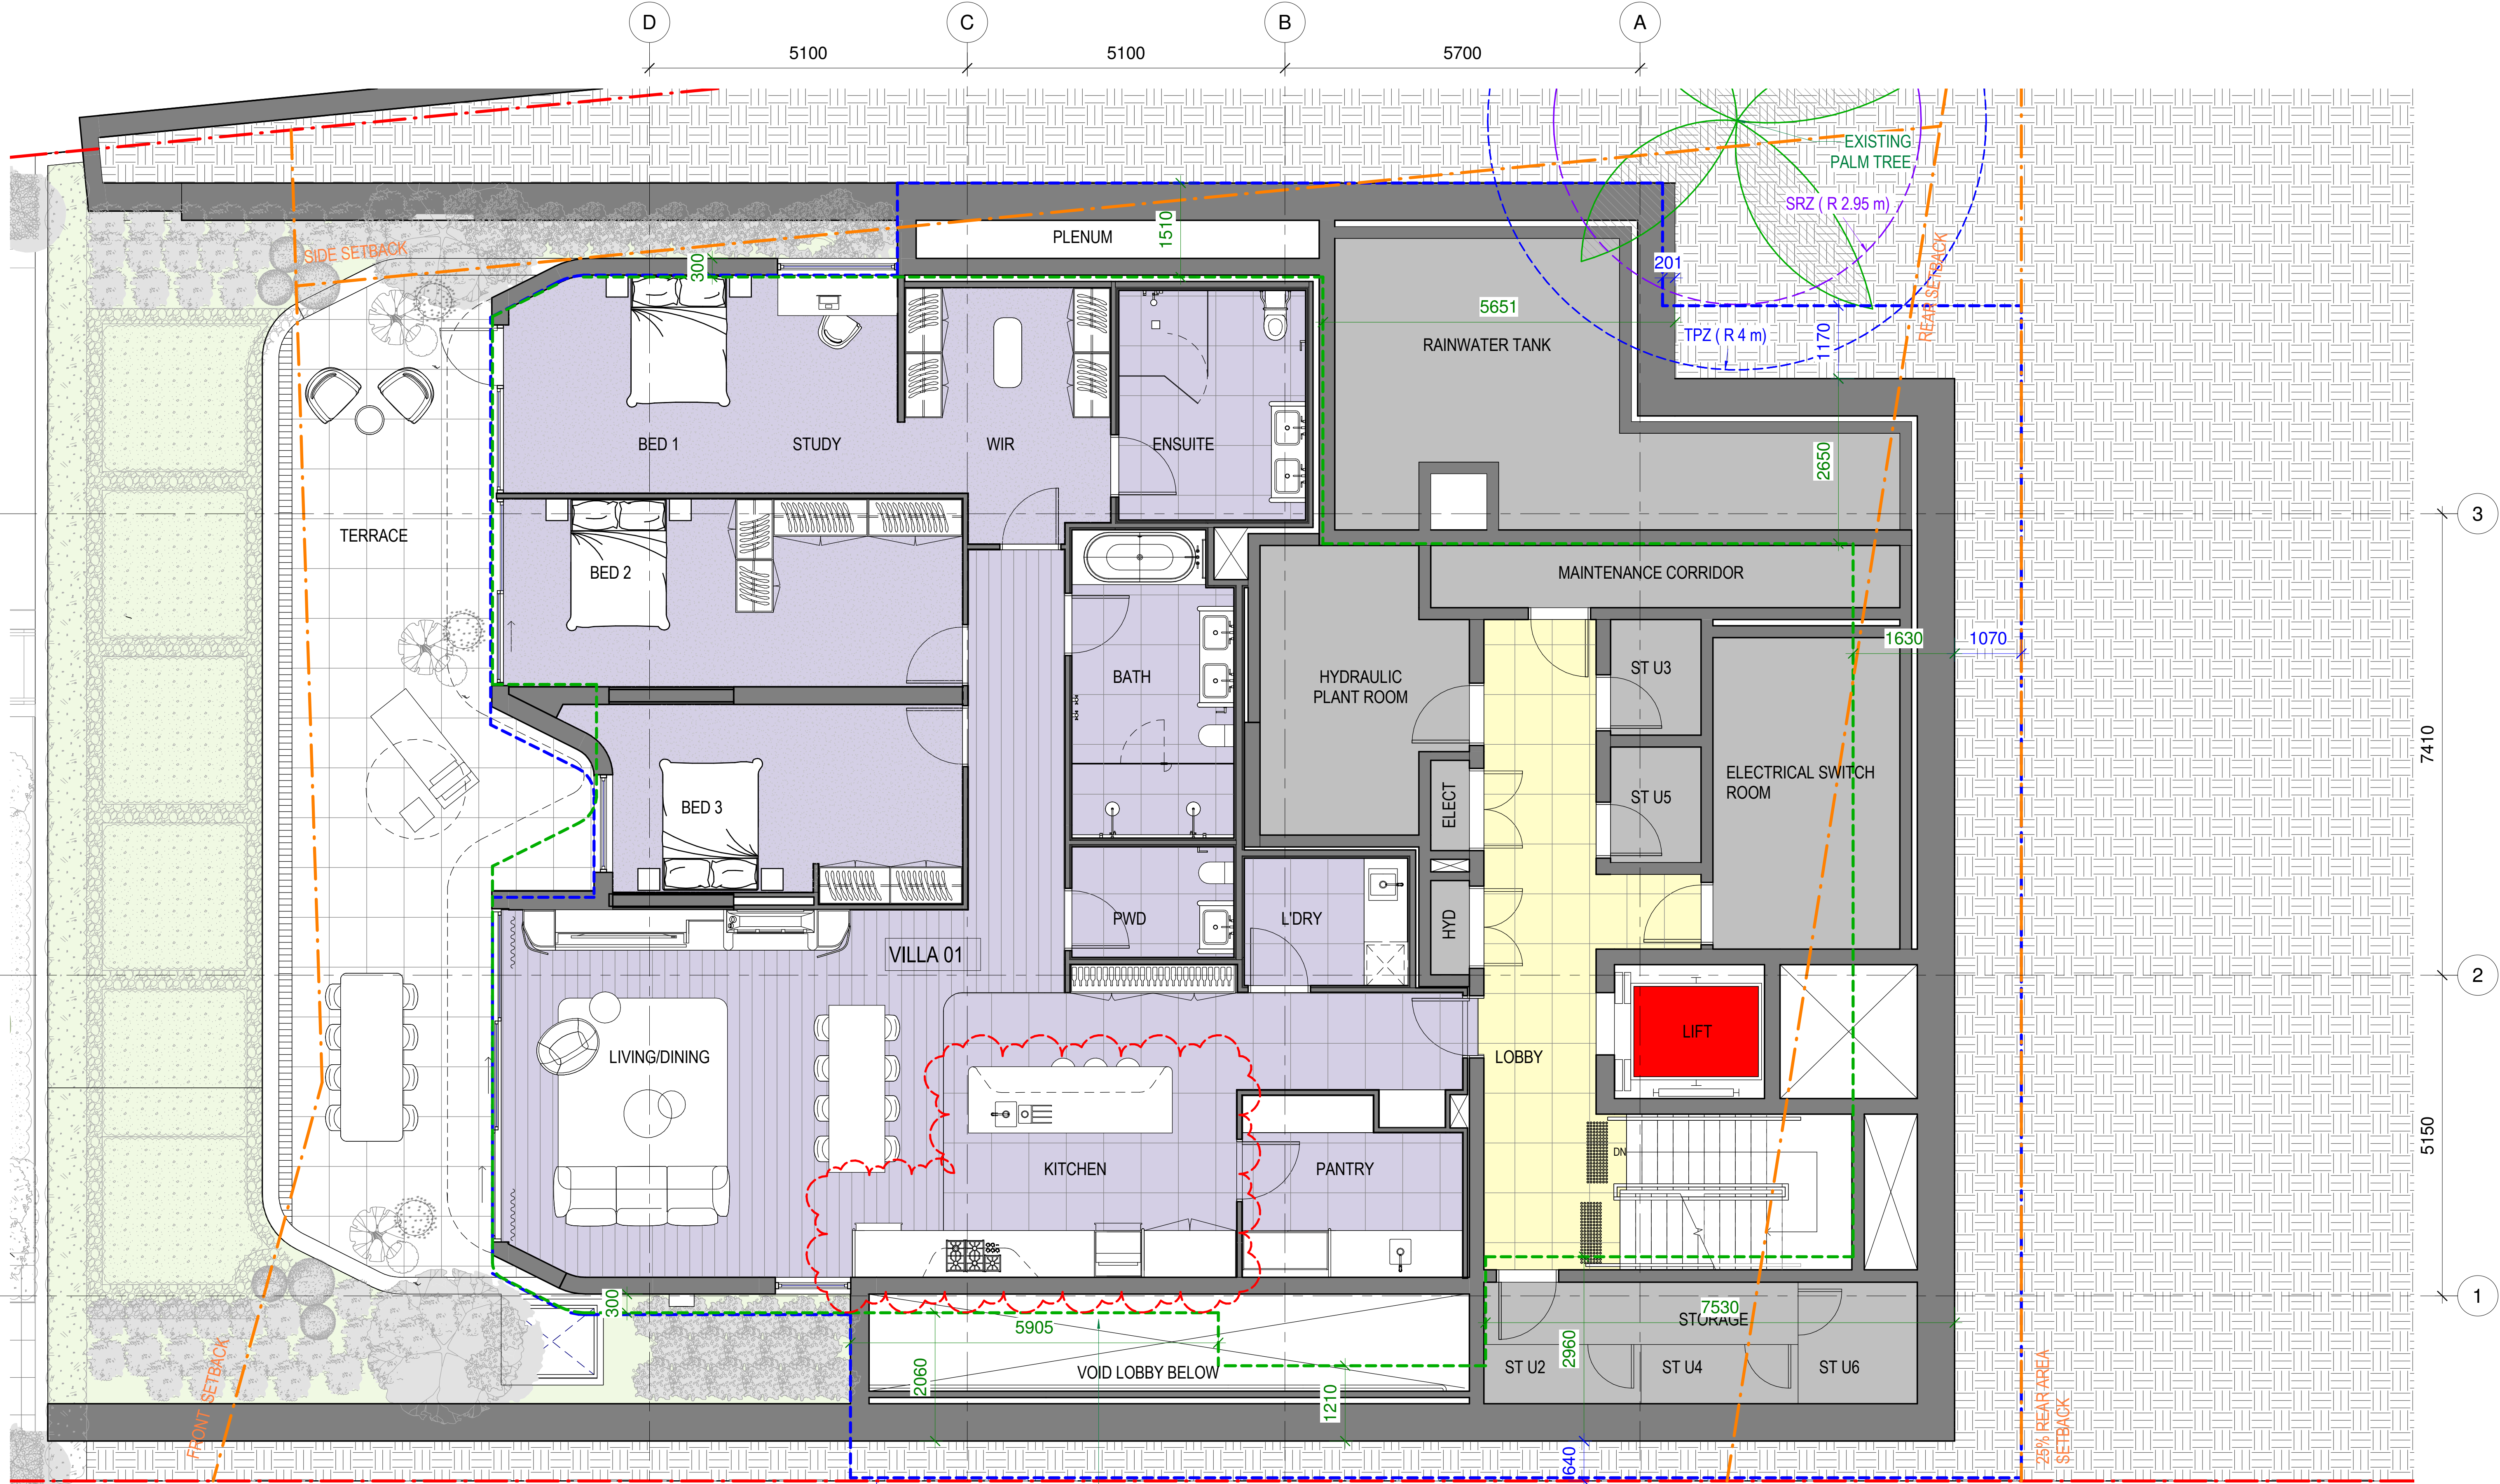 D
C
B
A
5100
5100
5700
EXISTING
PALM TREE
SRZ ( R 2.95 m)
SIDE SETBACK
PLENUM
1510
300
201
REAR SETBACK
5651
TPZ ( R 4 m)
1170
RAINWATER TANK
BED 1
STUDY
WIR
ENSUITE
2650
3
TERRACE
BED 2
MAINTENANCE CORRIDOR
1630
1070
BATH
HYDRAULIC
PLANT ROOM
ST U3
7410
ELECTRICAL SWITCH
ROOM
BED 3
ELECT
ST U5
PWD
L'DRY
HYD
VILLA 01
2
LIVING/DINING
LOBBY
LIFT
5150
DN
KITCHEN
PANTRY
300
5905
7530
STORAGE
1
2060
VOID LOBBY BELOW
1210
2960
ST U2
ST U4
ST U6
FRONT SETBACK
640
25% REAR AREA
SETBACK